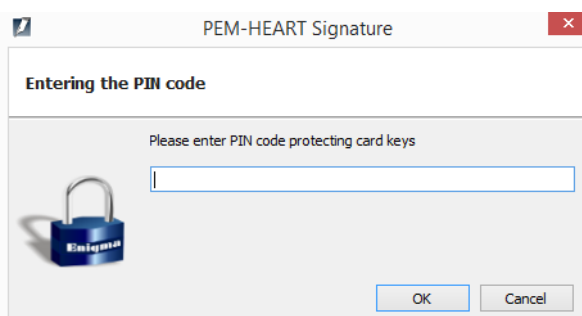 PEM-HEART Signature
Entering the PIN code
Please enter PIN code protecting card keys
Enigma
OK Cancel